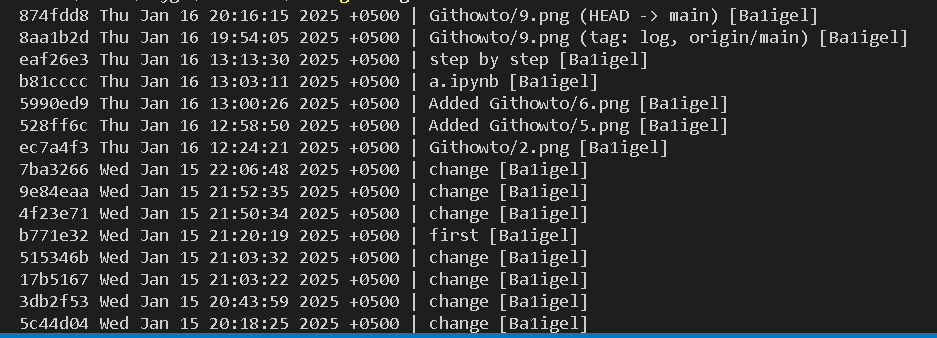 874fdd8 Thu Jan 16 20:16:15 2025 +0500 | Githowto/9.png (HEAD -> main) [Ba1igel]
8aa1b2d Thu Jan 16 19:54:05 2025 +0500 | Githowto/9.png (tag: log, origin/main) [Ba1igel]
eaf26e3 Thu Jan 16 13:13:30 2025 +0500 | step by step [Ba1igel]
b81cccc Thu Jan 16 13:03:11 2025 +0500 | a.ipynb [Ba1igel]
5990ed9 Thu Jan 16 13:00:26 2025 +0500 | Added Githowto/6.png [Ba1igel]
528ff6c Thu Jan 16 12:58:50 2025 +0500 | Added Githowto/5.png [Ba1igel]
ec7a4f3 Thu Jan 16 12:24:21 2025 +0500 | Githowto/2.png [Ba1igel]
7ba3266 Wed Jan 15 22:06:48 2025 +0500 | change [Ba1igel]
9e84eaa Wed Jan 15 21:52:35 2025 +0500 | change [Ba1igel]
4f23e71 Wed Jan 15 21:50:34 2025 +0500 | change [Ba1igel]
b771e32 Wed Jan 15 21:20:19 2025 +0500 | first [Ba1igel]
515346b Wed Jan 15 21:03:32 2025 +0500 | change [Ba1igel]
17b5167 Wed Jan 15 21:03:22 2025 +0500 | change [Ba1igel]
3db2f53 Wed Jan 15 20:43:59 2025 +0500 | change [Ba1igel]
5c44d04 Wed Jan 15 20:18:25 2025 +0500 | change [Ba1igel]